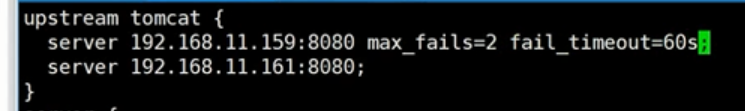 upstream tomcat {
server 192.168.11.159:8080 max_fails=2 fail_timeout=60s;
server 192.168.11.161:8080;
}